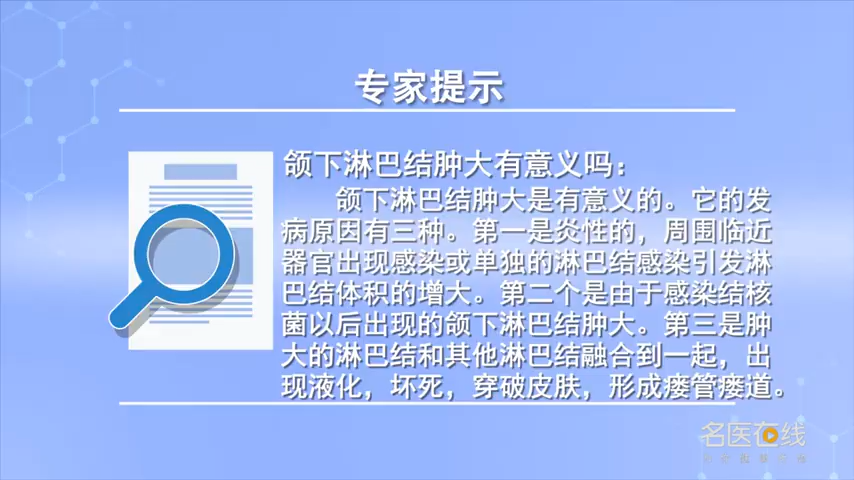 专家提示
颌下淋巴结肿大有意义吗：
颌下淋巴结肿大是有意义的。它的发
病原因有三种。第一是炎性的，周围临近
器官出现感染或单独的淋巴结感染引发淋
巴结体积的增大。第二个是由于感染结核
菌以后出现的颌下淋巴结肿大。第三是肿
大的淋巴结和其他淋巴结融合到一起，出
现液化，坏死，穿破皮肤，形成瘘管瘘道。
名医在线